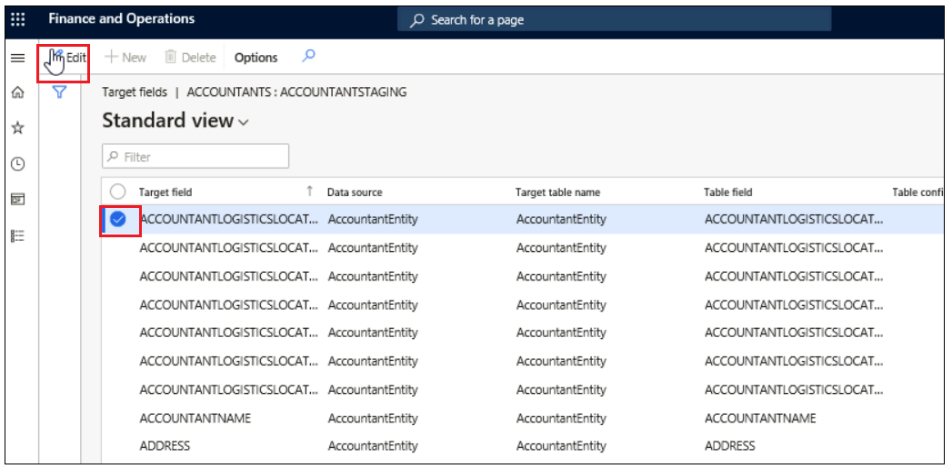 Finance and Operations Search for a page
Edit New Delete Options
Target fields | ACCOUNTANTS : ACCOUNTANTSTAGING
Standard view
Filter
Target field Data source Target table name Table field Table confi
ACCOUNTANTLOGISTICSLOCAT... AccountantEntity AccountantEntity ACCOUNTANTLOGISTICSLOCAT...
ACCOUNTANTLOGISTICSLOCAT... AccountantEntity AccountantEntity ACCOUNTANTLOGISTICSLOCAT...
ACCOUNTANTLOGISTICSLOCAT... AccountantEntity AccountantEntity ACCOUNTANTLOGISTICSLOCAT...
ACCOUNTANTLOGISTICSLOCAT... AccountantEntity AccountantEntity ACCOUNTANTLOGISTICSLOCAT...
ACCOUNTANTLOGISTICSLOCAT... AccountantEntity AccountantEntity ACCOUNTANTLOGISTICSLOCAT...
ACCOUNTANTLOGISTICSLOCAT... AccountantEntity AccountantEntity ACCOUNTANTLOGISTICSLOCAT...
ACCOUNTANTLOGISTICSLOCAT... AccountantEntity AccountantEntity ACCOUNTANTLOGISTICSLOCAT...
ACCOUNTANTNAME AccountantEntity AccountantEntity ACCOUNTANTNAME
ADDRESS AccountantEntity AccountantEntity ADDRESS